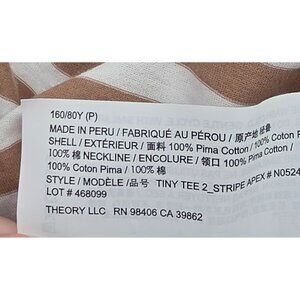 160/80Y (P)
MADE IN PERU / FABRIQUÉ AU PÉROU / 原产地 秘鲁
SHELL / EXTÉRIEUR / 面料 100% Pima Cotton / 100% Coton
100% 棉 NECKLINE / ENCOLURE / 领口 100% Pima Cotton /
100% Coton Pima / 100% 棉
STYLE / MODÈLE /品号 TINY TEE 2_STRIPE APEX # N0524
LOT # 468099
THEORY LLC RN 98406 CA 39862